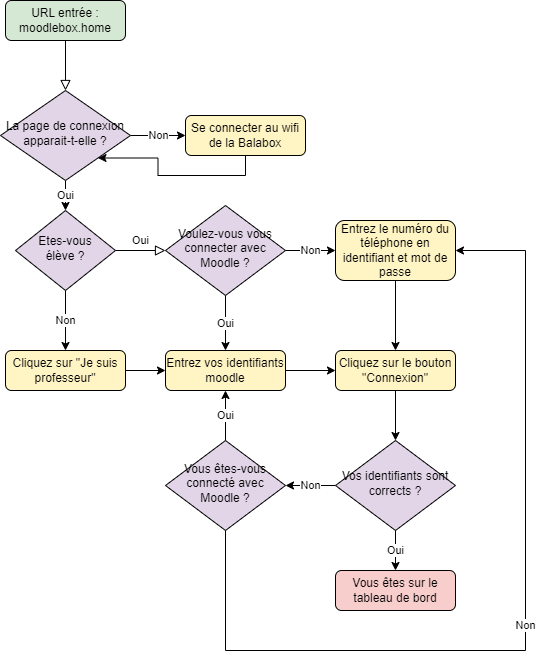 URL entrée :
moodlebox.home
La page de connexion
apparait-t-elle ?
Non
Se connecter au wifi
de la Balabox
Oui
Etes-vous
élève ?
Oui
Voulez-vous vous
connecter avec
Moodle ?
Non
Entrez le numéro du
téléphone en
identifiant et mot de
passe
Non
Oui
Cliquez sur "Je suis
professeur"
Entrez vos identifiants
moodle
Cliquez sur le bouton
"Connexion"
Oui
Vous êtes-vous
connecté avec
Moodle ?
Non
Vos identifiants sont
corrects ?
Oui
Vous êtes sur le
tableau de bord
Non